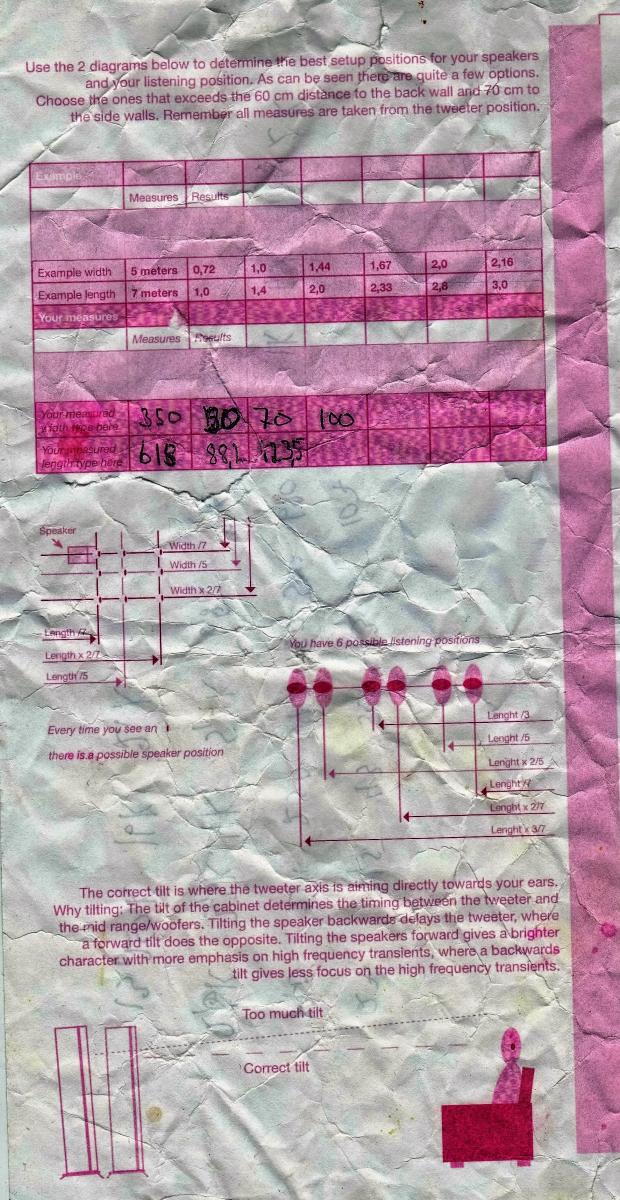 Use the 2 diagrams below to determine the best setup positions for your speakers
and your listening position. As can be seen there are quite a few options.
Choose the ones that exceeds the 60 cm distance to the back wall and 70 cm to
the side walls. Remember all measures are taken from the tweeter position.
Example
Measures Results
Example width 5 meters 0,72 1,0 1,44 1,67 2,0 2,16
Example length 7 meters 1,0 1,4 2,0 2,33 2,8 3,0
Your measures
Measures Results
Your measured
width type here 350 70 100
Your measured
length type here 618 1235
Speaker
Width /7
Width /5
Width x 2/7
Length /7
Length x 2/7
Length /5
You have 6 possible listening positions
Lenght /3
Lenght /5
Lenght x 2/5
Lenght /7
Lenght x 2/7
Lenght x 3/7
Every time you see an
there is a possible speaker position
The correct tilt is where the tweeter axis is aiming directly towards your ears.
Why tilting: The tilt of the cabinet determines the timing between the tweeter and
the mid range/woofers. Tilting the speaker backwards delays the tweeter, where
a forward tilt does the opposite. Tilting the speakers forward gives a brighter
character with more emphasis on high frequency transients, where a backwards
tilt gives less focus on the high frequency transients.
Too much tilt
Correct tilt